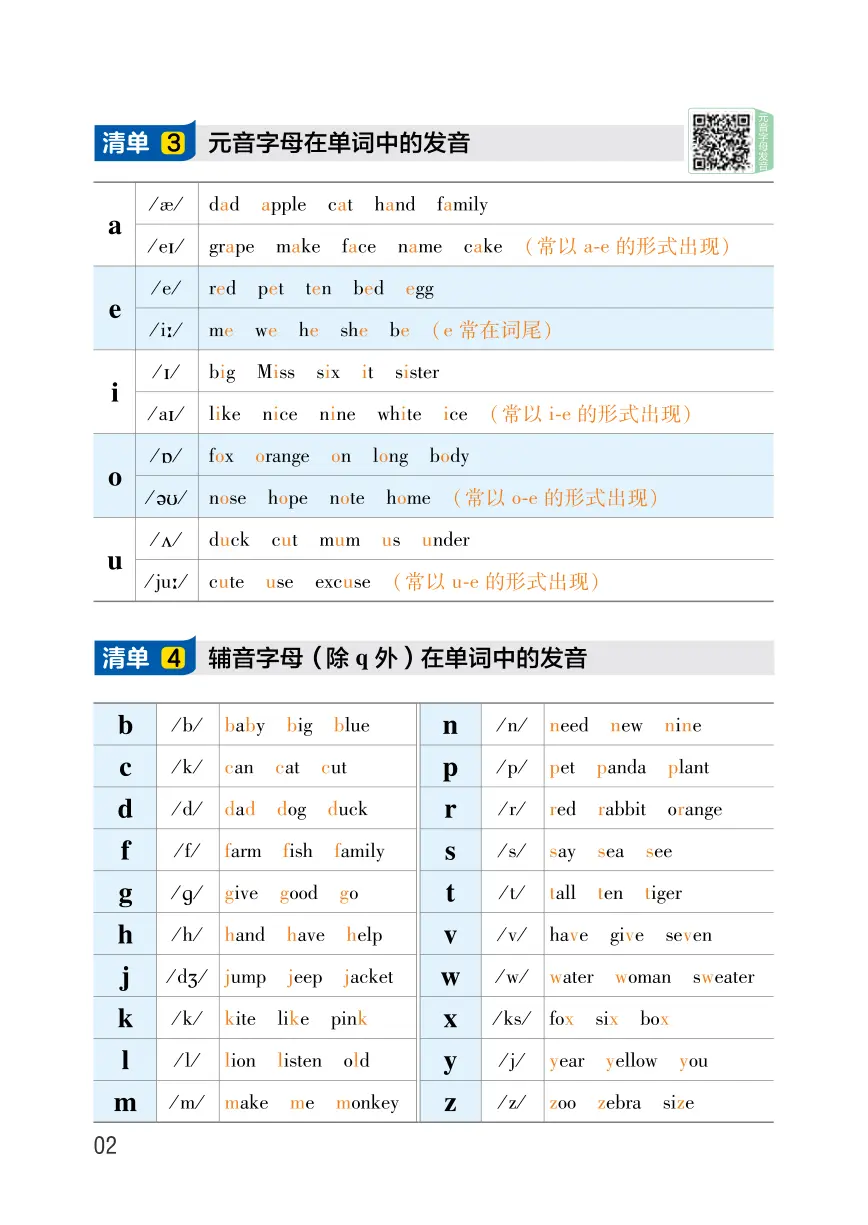 清单 3 元音字母在单词中的发音
元音字母发音
a /æ/ dad apple cat hand family
/eɪ/ grape make face name cake （常以 a-e 的形式出现）
e /e/ red pet ten bed egg
/iː/ me we he she be （e 常在词尾）
i /ɪ/ big Miss six it sister
/aɪ/ like nice nine white ice （常以 i-e 的形式出现）
o /ɒ/ fox orange on long body
/əʊ/ nose hope note home （常以 o-e 的形式出现）
u /ʌ/ duck cut mum us under
/juː/ cute use excuse （常以 u-e 的形式出现）
清单 4 辅音字母（除 q 外）在单词中的发音
b /b/ baby big blue n /n/ need new nine
c /k/ can cat cut p /p/ pet panda plant
d /d/ dad dog duck r /r/ red rabbit orange
f /f/ farm fish family s /s/ say sea see
g /ɡ/ give good go t /t/ tall ten tiger
h /h/ hand have help v /v/ have give seven
j /dʒ/ jump jeep jacket w /w/ water woman sweater
k /k/ kite like pink x /ks/ fox six box
l /l/ lion listen old y /j/ year yellow you
m /m/ make me monkey z /z/ zoo zebra size
02